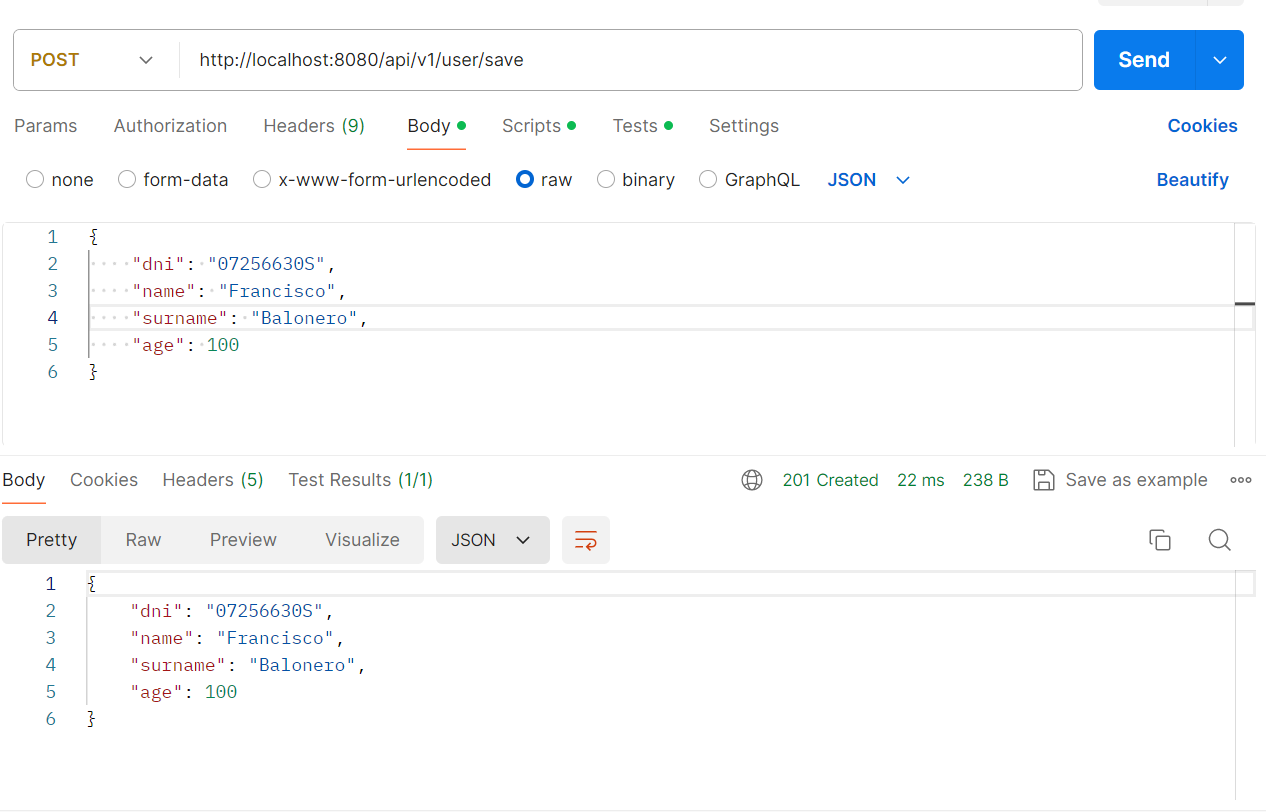 POST http://localhost:8080/api/v1/user/save Send
Params Authorization Headers (9) Body Scripts Tests Settings Cookies
none form-data x-www-form-urlencoded raw binary GraphQL JSON Beautify
1 {
2 "dni": "07256630S",
3 "name": "Francisco",
4 "surname": "Balonero",
5 "age": 100
6 }
Body Cookies Headers (5) Test Results (1/1) 201 Created 22 ms 238 B Save as example
Pretty Raw Preview Visualize JSON
1 {
2 "dni": "07256630S",
3 "name": "Francisco",
4 "surname": "Balonero",
5 "age": 100
6 }